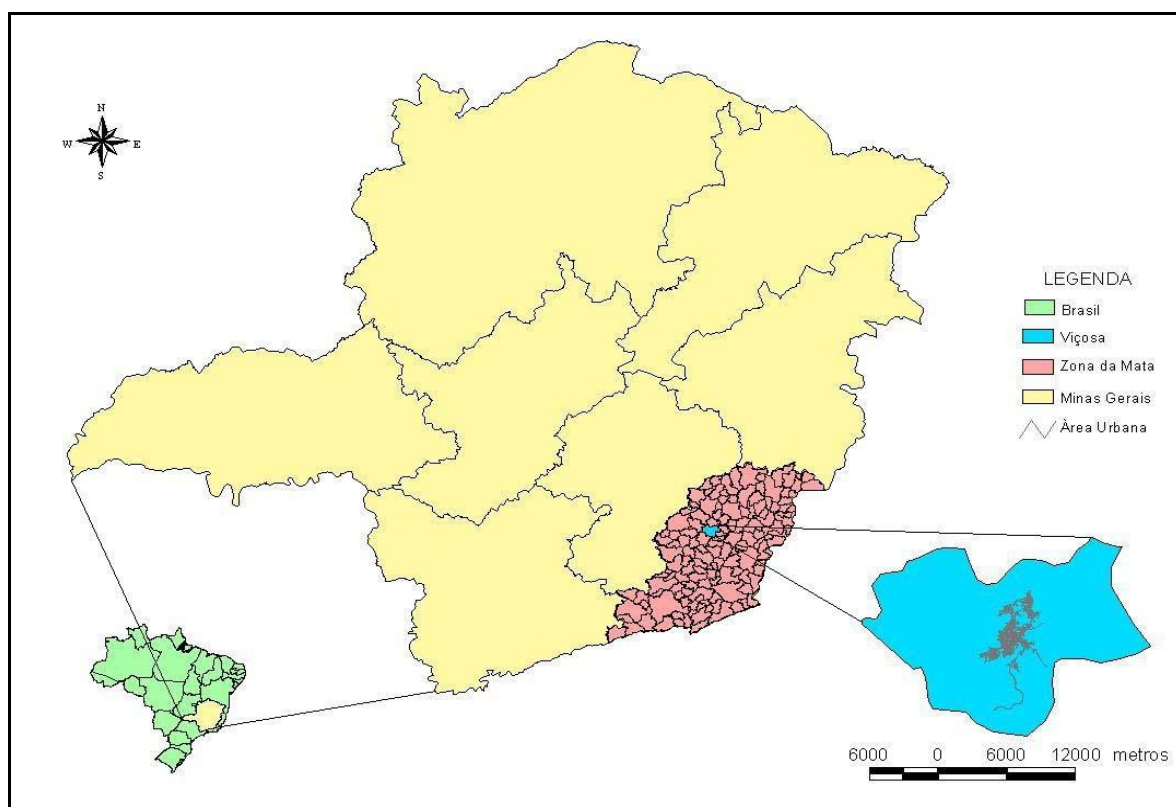 N
W E
S
LEGENDA
Brasil
Viçosa
Zona da Mata
Minas Gerais
Àrea Urbana
6000 0 6000 12000 metros